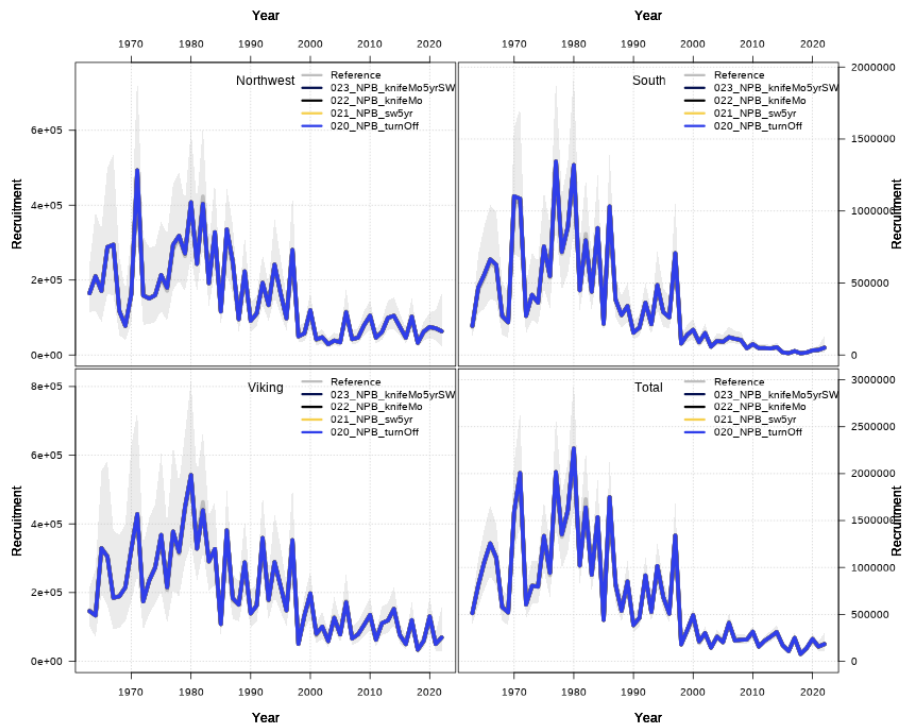 Year
Year
1970 1980 1990 2000 2010 2020
1970 1980 1990 2000 2010 2020
Northwest
Reference
023_NPB_knifeMo5yrSW
022_NPB_knifeMo
021_NPB_sw5yr
020_NPB_turnOff
Recruitment
6e+05
4e+05
2e+05
0e+00
South
Reference
023_NPB_knifeMo5yrSW
022_NPB_knifeMo
021_NPB_sw5yr
020_NPB_turnOff
2000000
1500000
1000000
500000
0
Recruitment
Viking
Reference
023_NPB_knifeMo5yrSW
022_NPB_knifeMo
021_NPB_sw5yr
020_NPB_turnOff
Recruitment
8e+05
6e+05
4e+05
2e+05
0e+00
Total
Reference
023_NPB_knifeMo5yrSW
022_NPB_knifeMo
021_NPB_sw5yr
020_NPB_turnOff
3000000
2500000
2000000
1500000
1000000
500000
0
Recruitment
1970 1980 1990 2000 2010 2020
1970 1980 1990 2000 2010 2020
Year
Year